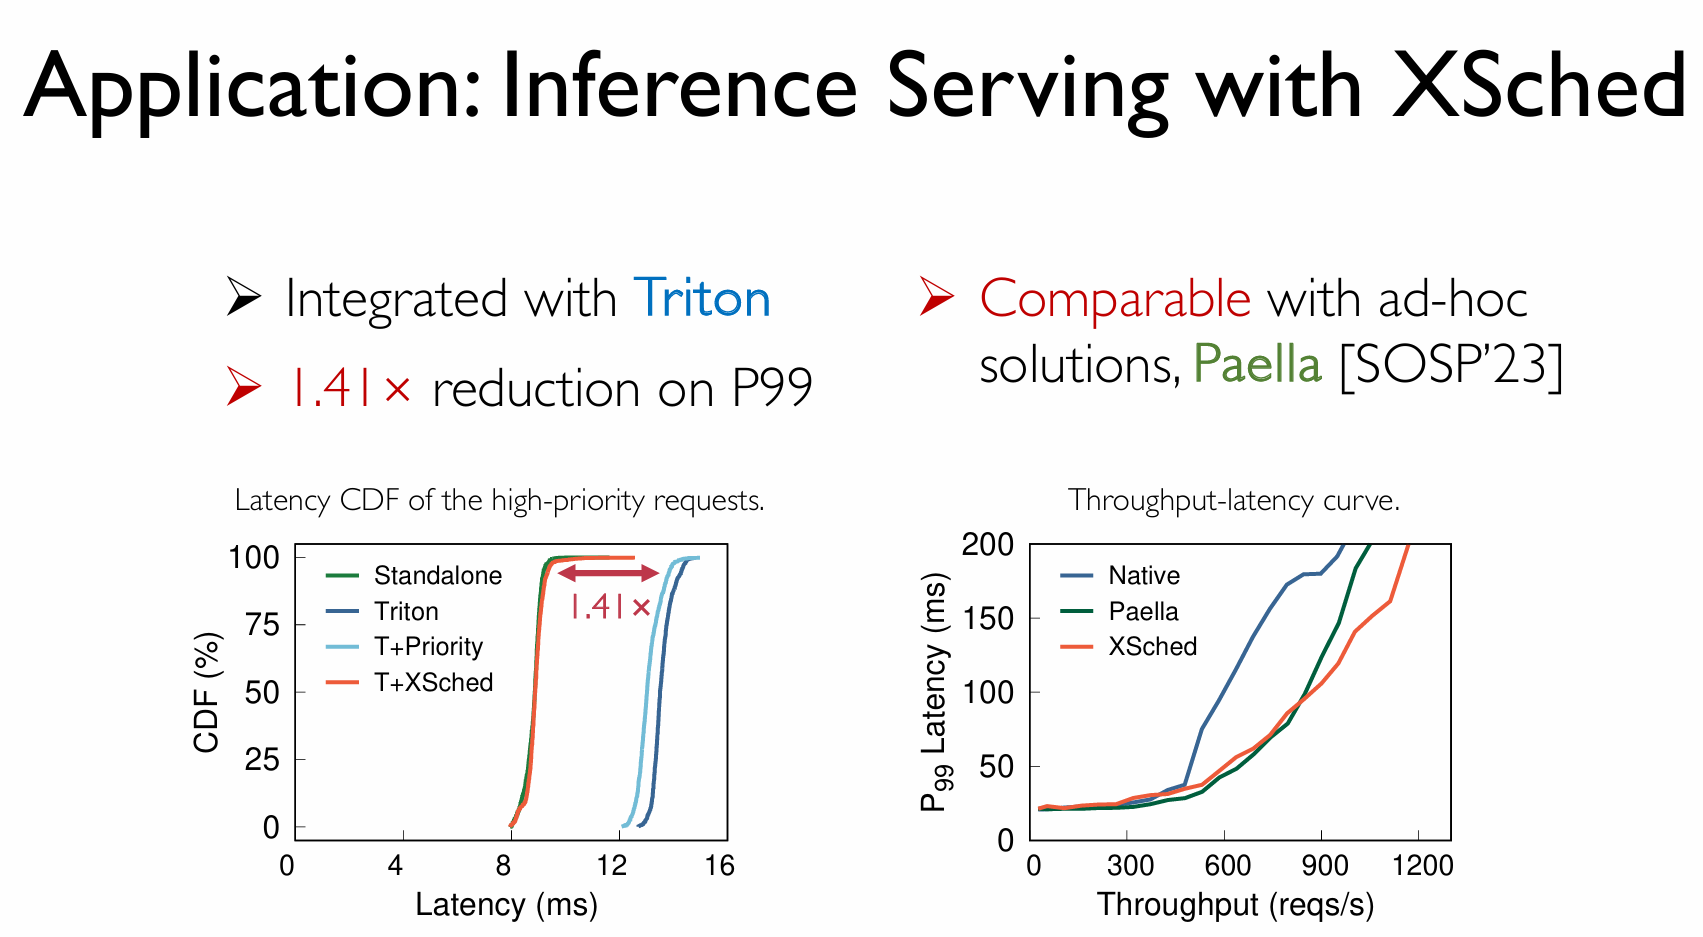 Application: Inference Serving with XSched
➢ Integrated with Triton
➢ 1.41× reduction on P99
➢ Comparable with ad-hoc
solutions, Paella [SOSP’23]
Latency CDF of the high-priority requests.
100
75
50
25
0
CDF (%)
Standalone
Triton
T+Priority
T+XSched
1.41×
0 4 8 12 16
Latency (ms)
Throughput-latency curve.
200
150
100
50
0
P99 Latency (ms)
Native
Paella
XSched
0 300 600 900 1200
Throughput (reqs/s)